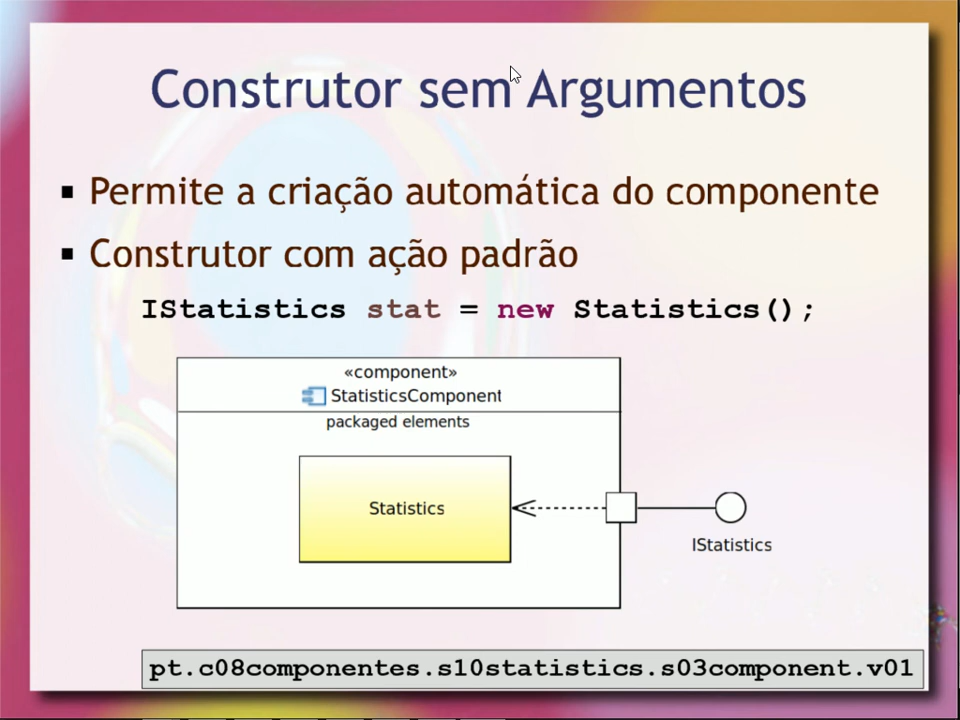 Construtor sem Argumentos
▪ Permite a criação automática do componente
▪ Construtor com ação padrão
IStatistics stat = new Statistics();
«component»
StatisticsComponent
packaged elements
Statistics
IStatistics
pt.c08componentes.s10statistics.s03component.v01